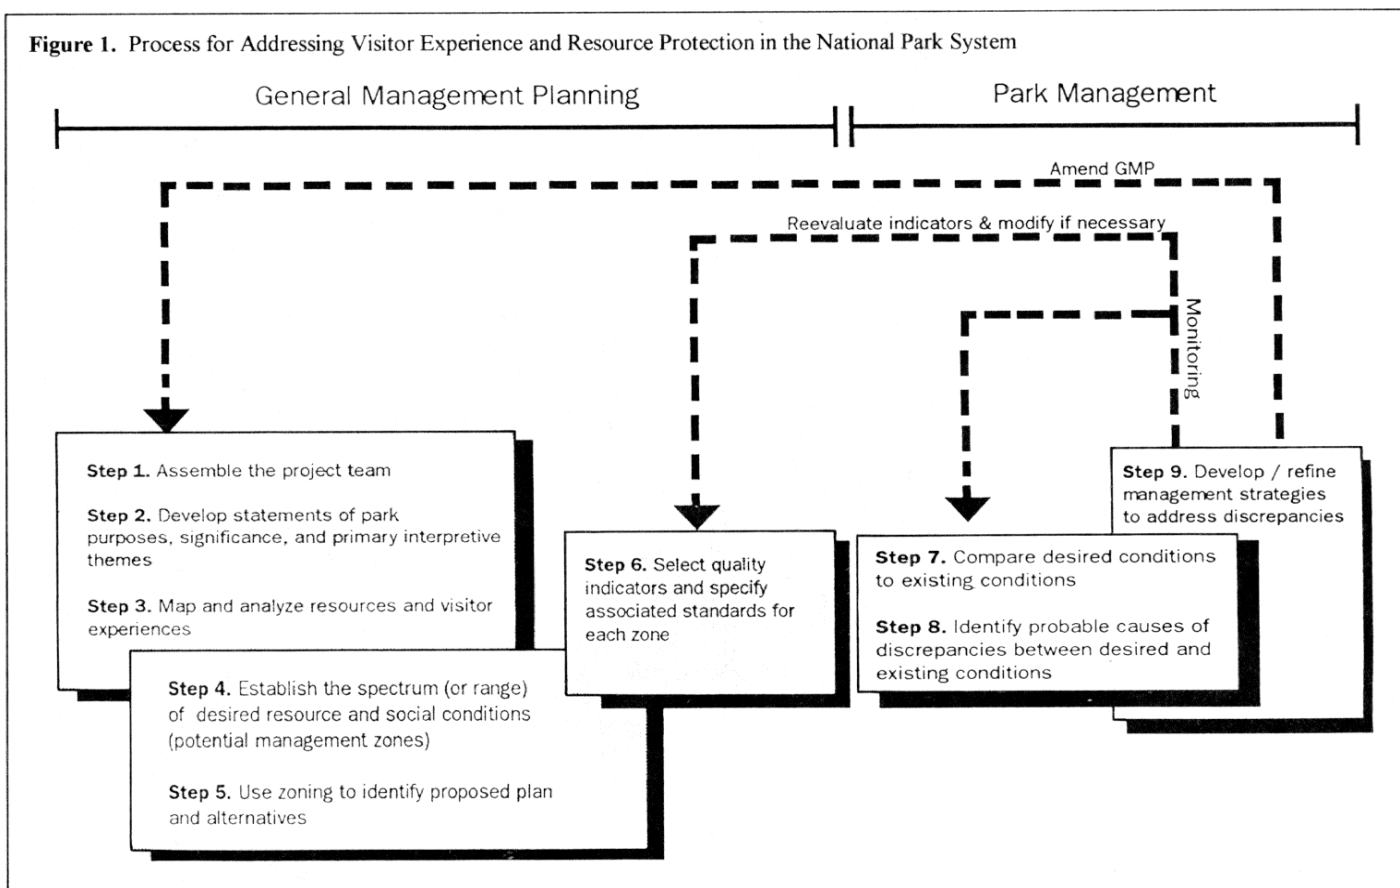 Figure 1. Process for Addressing Visitor Experience and Resource Protection in the National Park System
General Management Planning
Park Management
Amend GMP
Reevaluate indicators & modify if necessary
Monitoring
Step 1. Assemble the project team
Step 2. Develop statements of park
purposes, significance, and primary interpretive
themes
Step 3. Map and analyze resources and visitor
experiences
Step 4. Establish the spectrum (or range)
of desired resource and social conditions
(potential management zones)
Step 5. Use zoning to identify proposed plan
and alternatives
Step 6. Select quality
indicators and specify
associated standards for
each zone
Step 7. Compare desired conditions
to existing conditions
Step 8. Identify probable causes of
discrepancies between desired and
existing conditions
Step 9. Develop / refine
management strategies
to address discrepancies